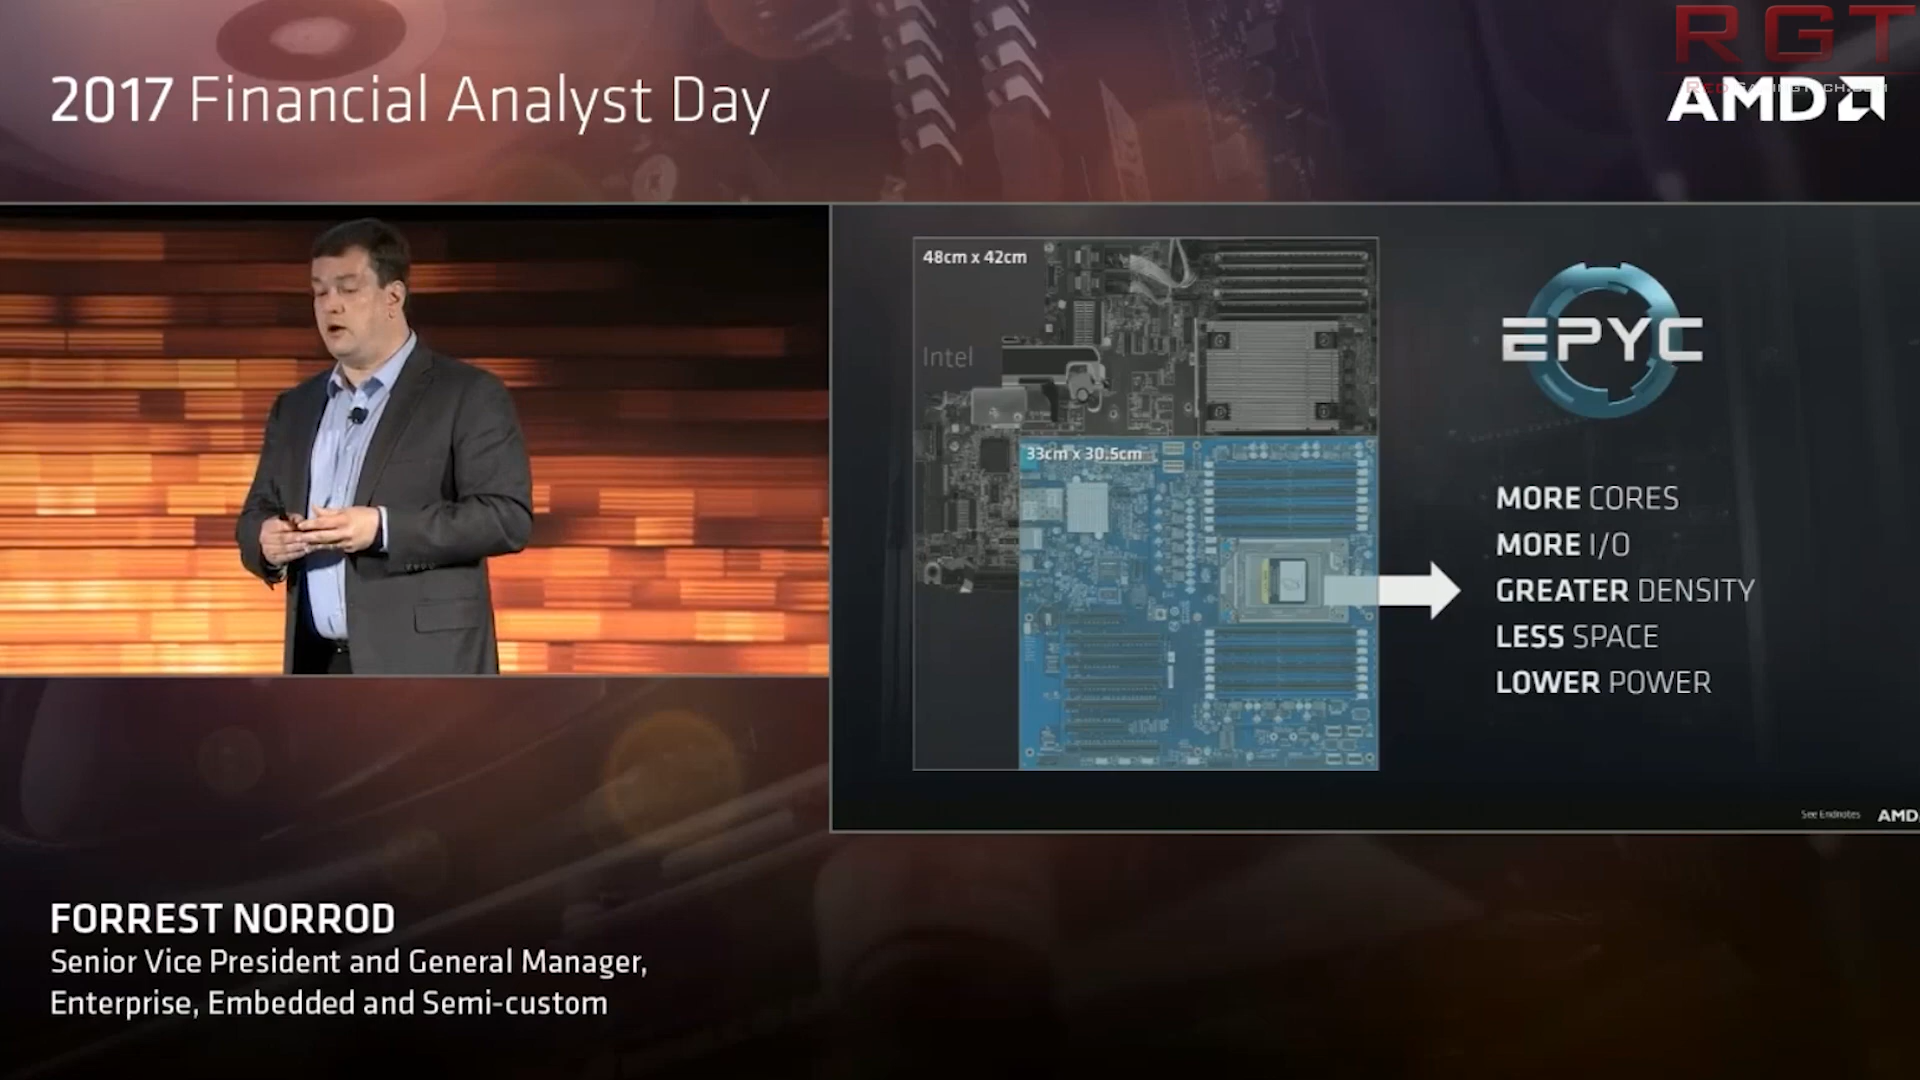 RGT
2017 Financial Analyst Day
AMD
48cm x 42cm
Intel
33cm x 30.5cm
EPYC
MORE CORES
MORE I/O
GREATER DENSITY
LESS SPACE
LOWER POWER
See Endnotes
AMD
FORREST NORROD
Senior Vice President and General Manager,
Enterprise, Embedded and Semi-custom